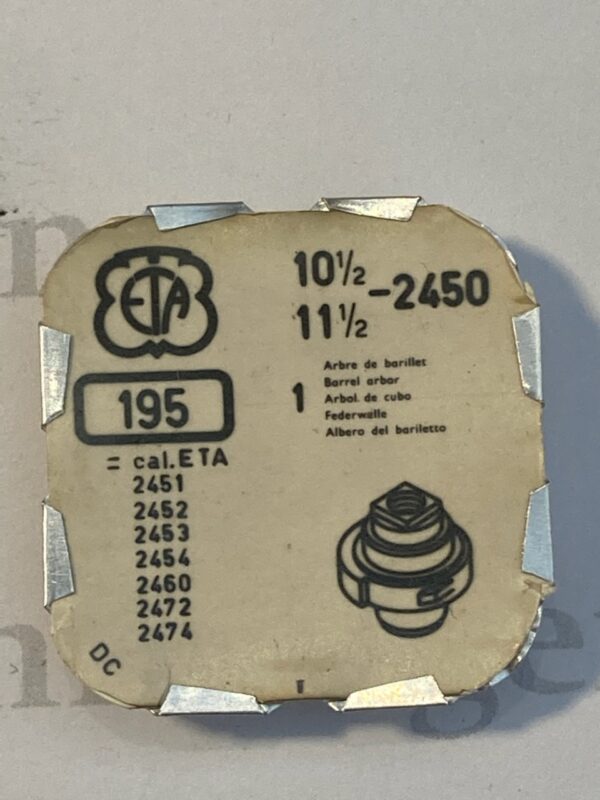 ETA
10½
11½
-2450
195
1
Arbre de barillet
Barrel arbor
Arbol. de cubo
Federwelle
Albero del bariletto
= cal.ETA
2451
2452
2453
2454
2460
2472
2474
DC